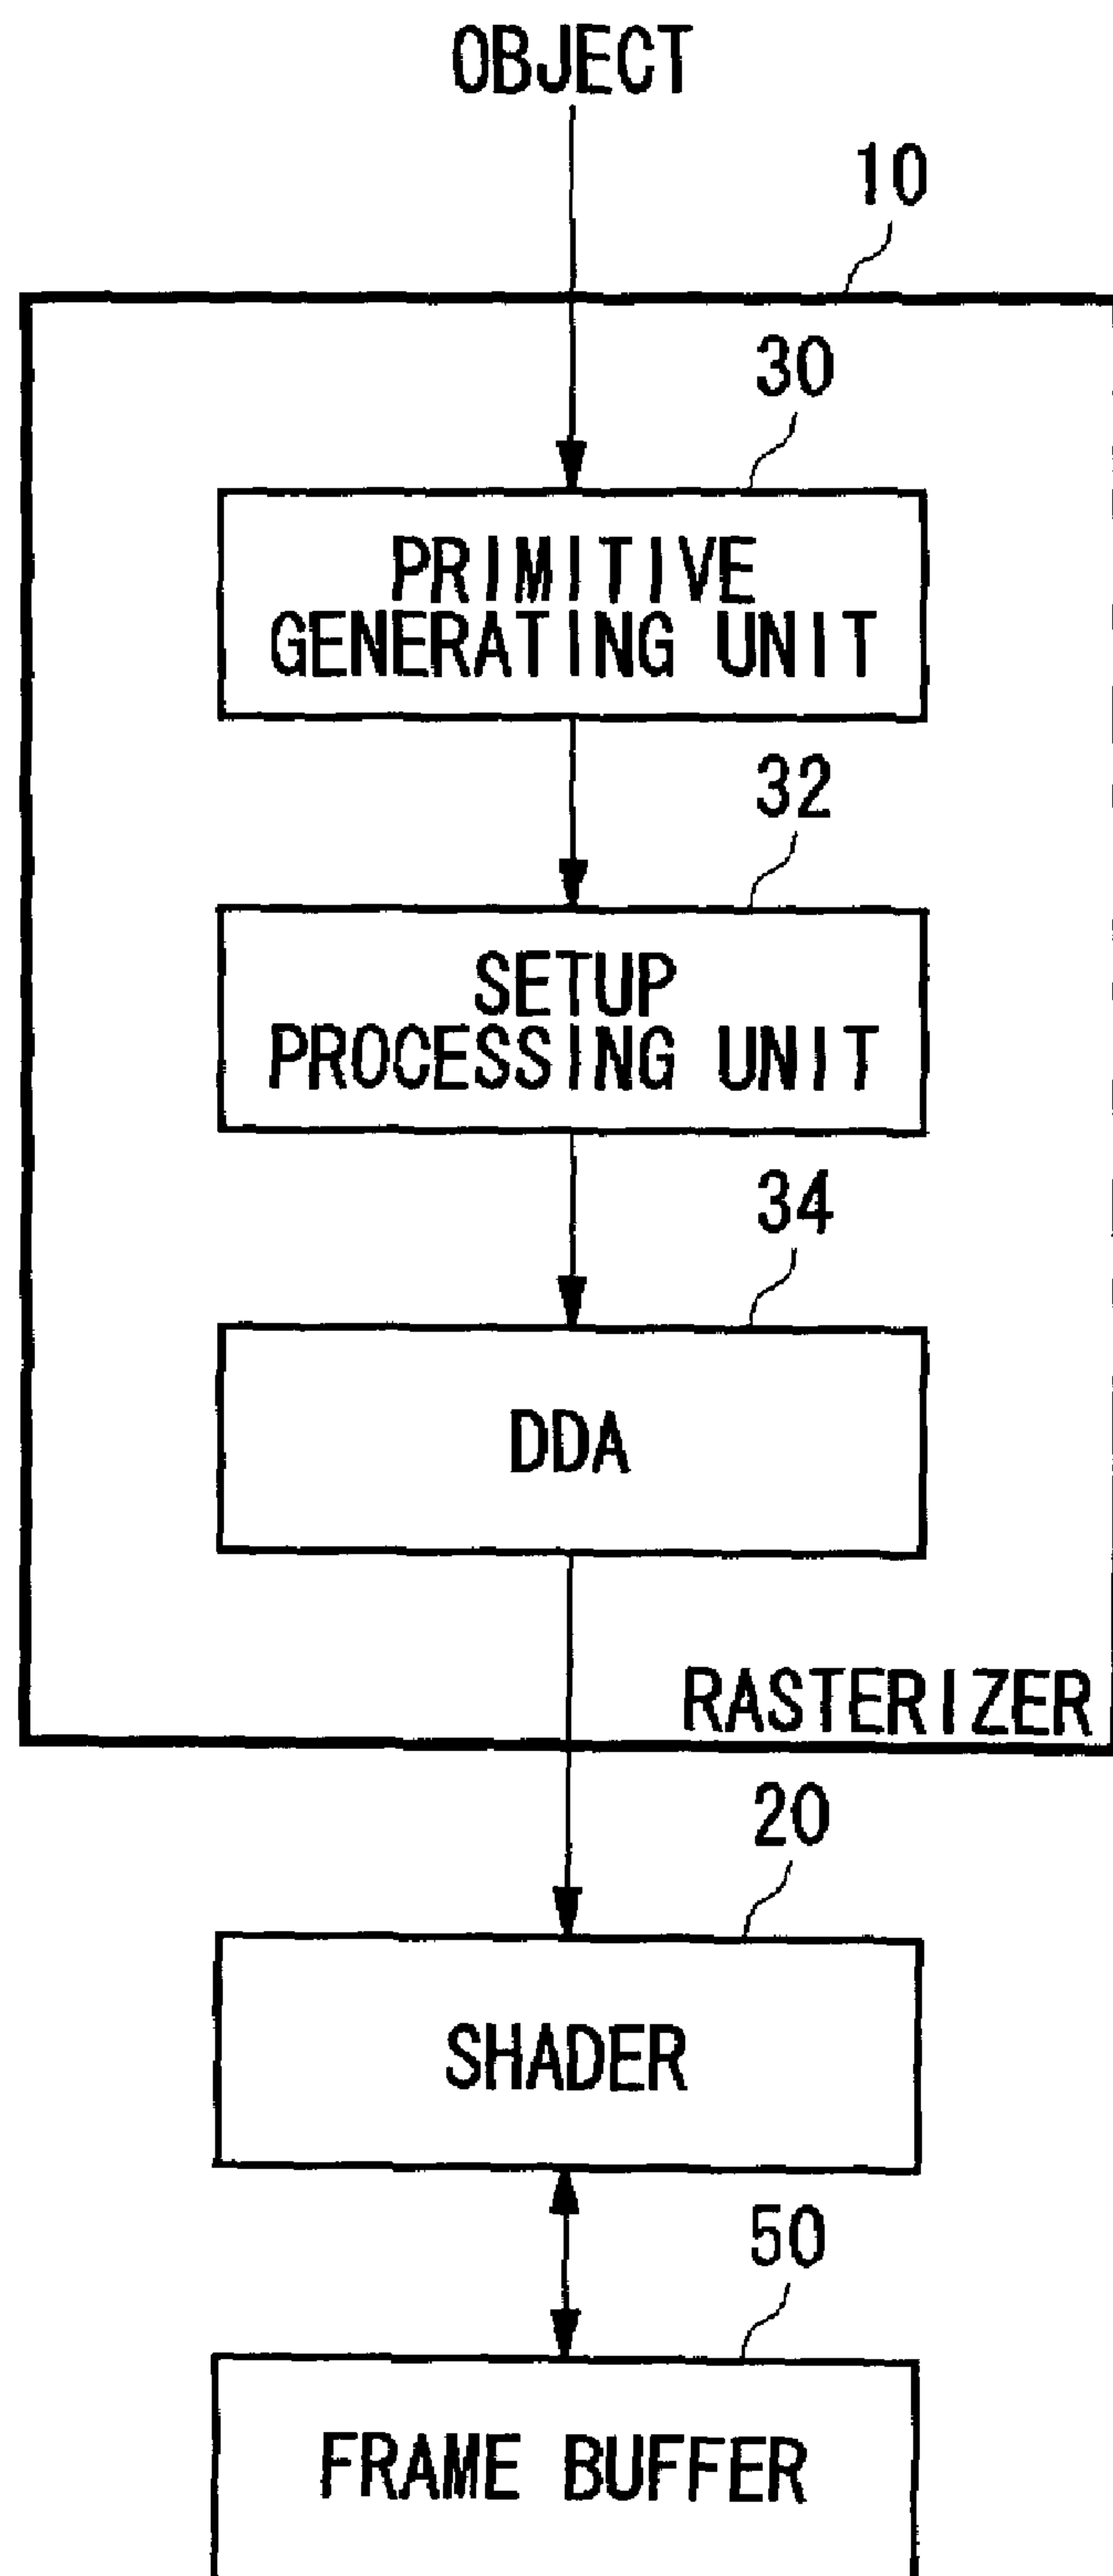 OBJECT
10
30
PRIMITIVE
GENERATING UNIT
32
SETUP
PROCESSING UNIT
34
DDA
RASTERIZER
20
SHADER
50
FRAME BUFFER